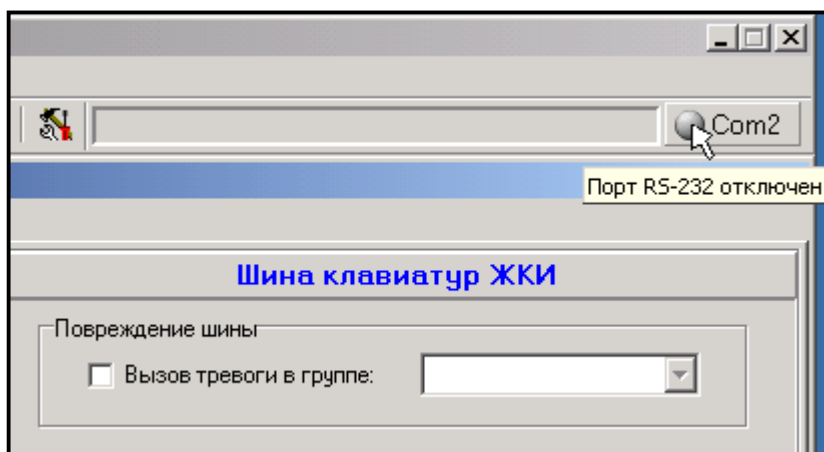 Com2
Порт RS-232 отключен
Шина клавиатур ЖКИ
Повреждение шины
Вызов тревоги в группе: